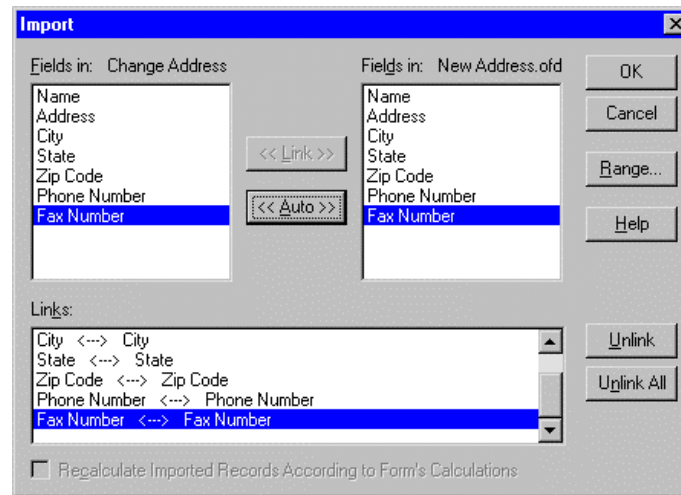 Import
Fields in: Change Address
Name
Address
City
State
Zip Code
Phone Number
Fax Number
<< Link >>
<< Auto >>
Fields in: New Address.ofd
Name
Address
City
State
Zip Code
Phone Number
Fax Number
OK
Cancel
Range...
Help
Links:
City <---> City
State <---> State
Zip Code <---> Zip Code
Phone Number <---> Phone Number
Fax Number <---> Fax Number
Unlink
Unlink All
Recalculate Imported Records According to Form's Calculations